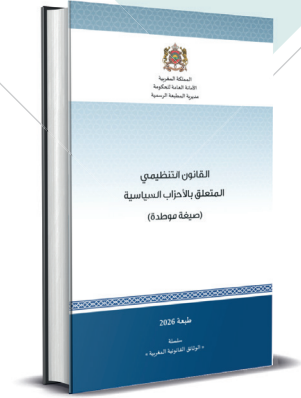 المملكة المغربية
الأمانة العامة للحكومة
مديرية المطبعة الرسمية
القانون التنظيمي
المتعلق بالأحزاب السياسية
(صيغة موطدة)
طبعة 2026
سلسلة
« الوثائق القانونية المغربية »